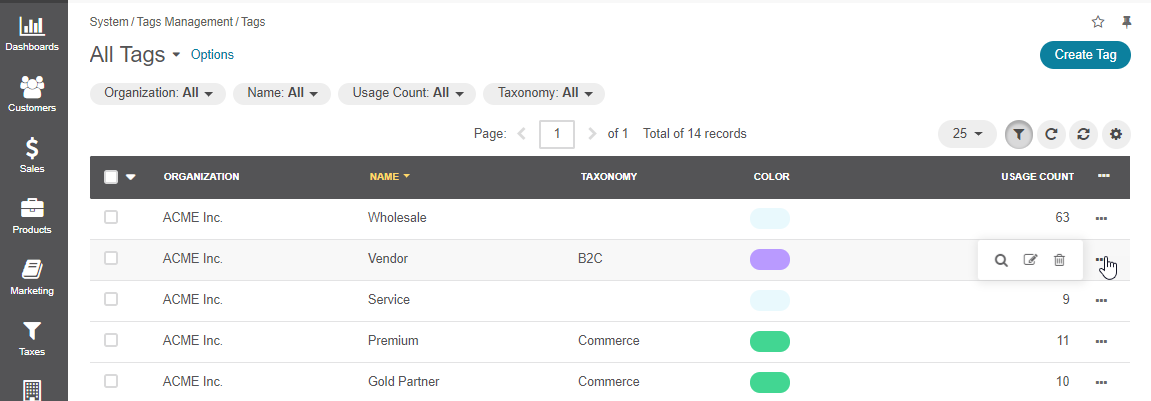 System / Tags Management / Tags
All Tags Options
Create Tag
Organization: All Name: All Usage Count: All Taxonomy: All
Page: 1 of 1 Total of 14 records 25
ORGANIZATION NAME TAXONOMY COLOR USAGE COUNT
ACME Inc. Wholesale 63
ACME Inc. Vendor B2C
ACME Inc. Service 9
ACME Inc. Premium Commerce 11
ACME Inc. Gold Partner Commerce 10
Dashboards
Customers
Sales
Products
Marketing
Taxes